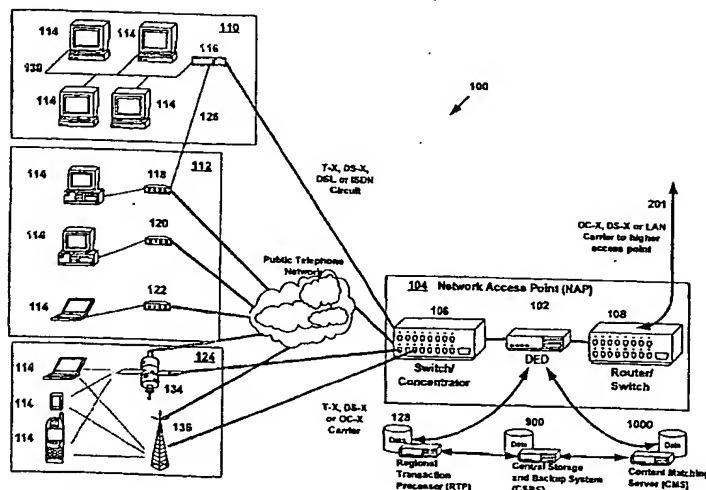 114
114
110
116
130
114
114
126
100
114
118
112
114
120
114
122
T-X, DS-X,
DSL or ISDN
Circuit
201
OC-X, DS-X or LAN
Carrier to higher
access point
Public Telephone
Network
104 Network Access Point (NAP)
106
102
108
Switch/
Concentrator
DED
Router/
Switch
114
124
134
114
114
136
T-X, DS-X
or OC-X
Carrier
128
900
1000
Data
Data
Data
Regional
Transaction
Processor [RTP]
Central Storage
and Backup System
(CSBS)
Content Matching
Server [CMS]